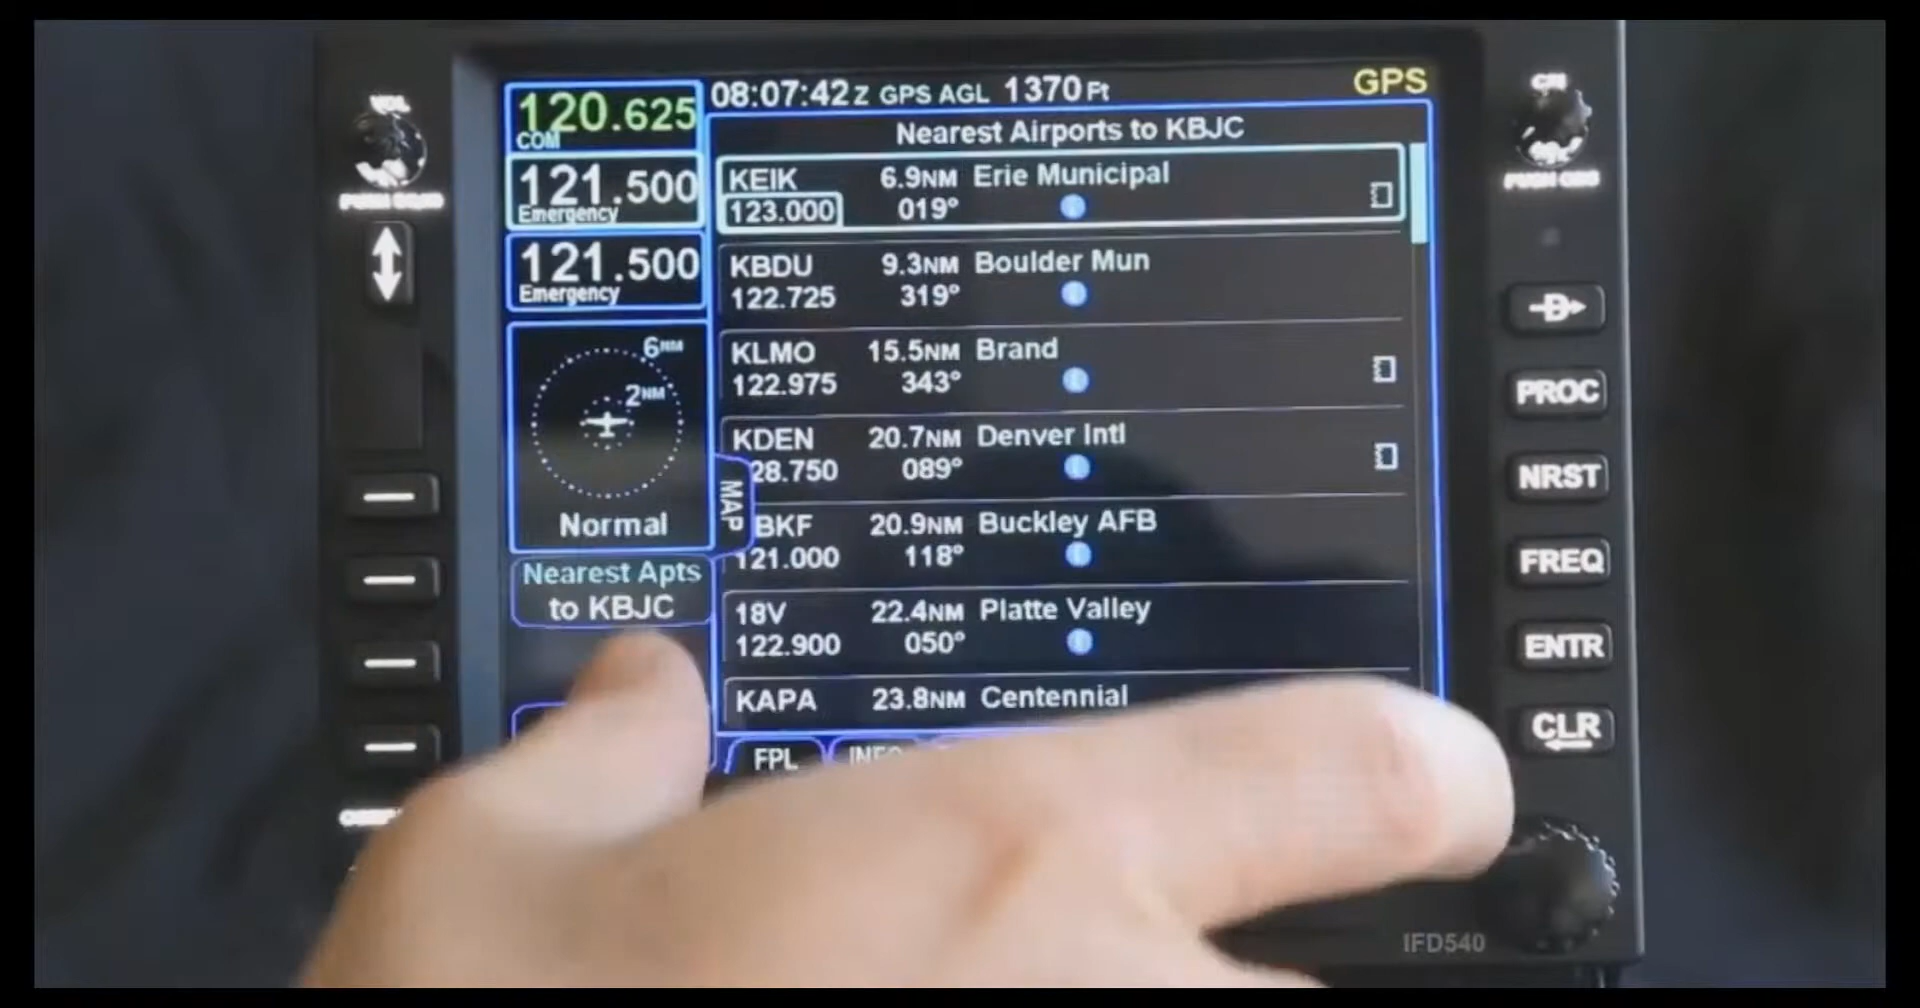 VOL
120.625
COM
121.500
Emergency
121.500
Emergency
6NM
2NM
Normal
Nearest Apts
to KBJC
08:07:42Z GPS AGL 1370Ft
GPS
Nearest Airports to KBJC
KEIK 6.9NM Erie Municipal
123.000 019°
KBDU 9.3NM Boulder Mun
122.725 319°
KLMO 15.5NM Brand
122.975 343°
KDEN 20.7NM Denver Intl
28.750 089°
MAP
BKF 20.9NM Buckley AFB
121.000 118°
18V 22.4NM Platte Valley
122.900 050°
KAPA 23.8NM Centennial
FPL INFO
PUSH
D
PROC
NRST
FREQ
ENTR
CLR
IFD540